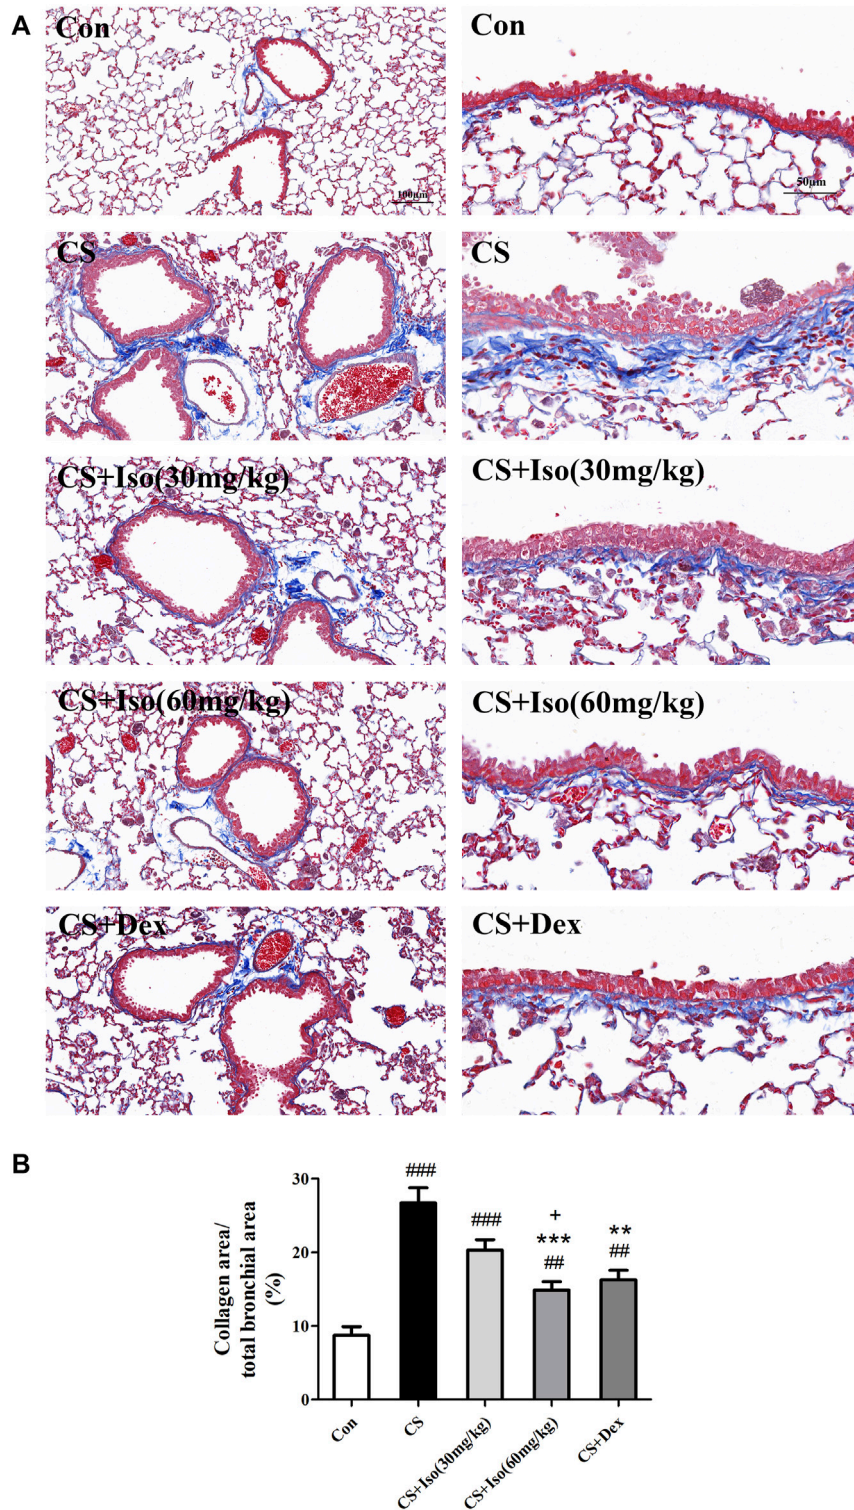 A
Con
Con
100μm
50μm
CS
CS
CS+Iso(30mg/kg)
CS+Iso(30mg/kg)
CS+Iso(60mg/kg)
CS+Iso(60mg/kg)
CS+Dex
CS+Dex
B
Collagen area/
total bronchial area
(%)
30
20
10
0
###
###
+
***
##
**
##
Con
CS
CS+Iso(30mg/kg)
CS+Iso(60mg/kg)
CS+Dex